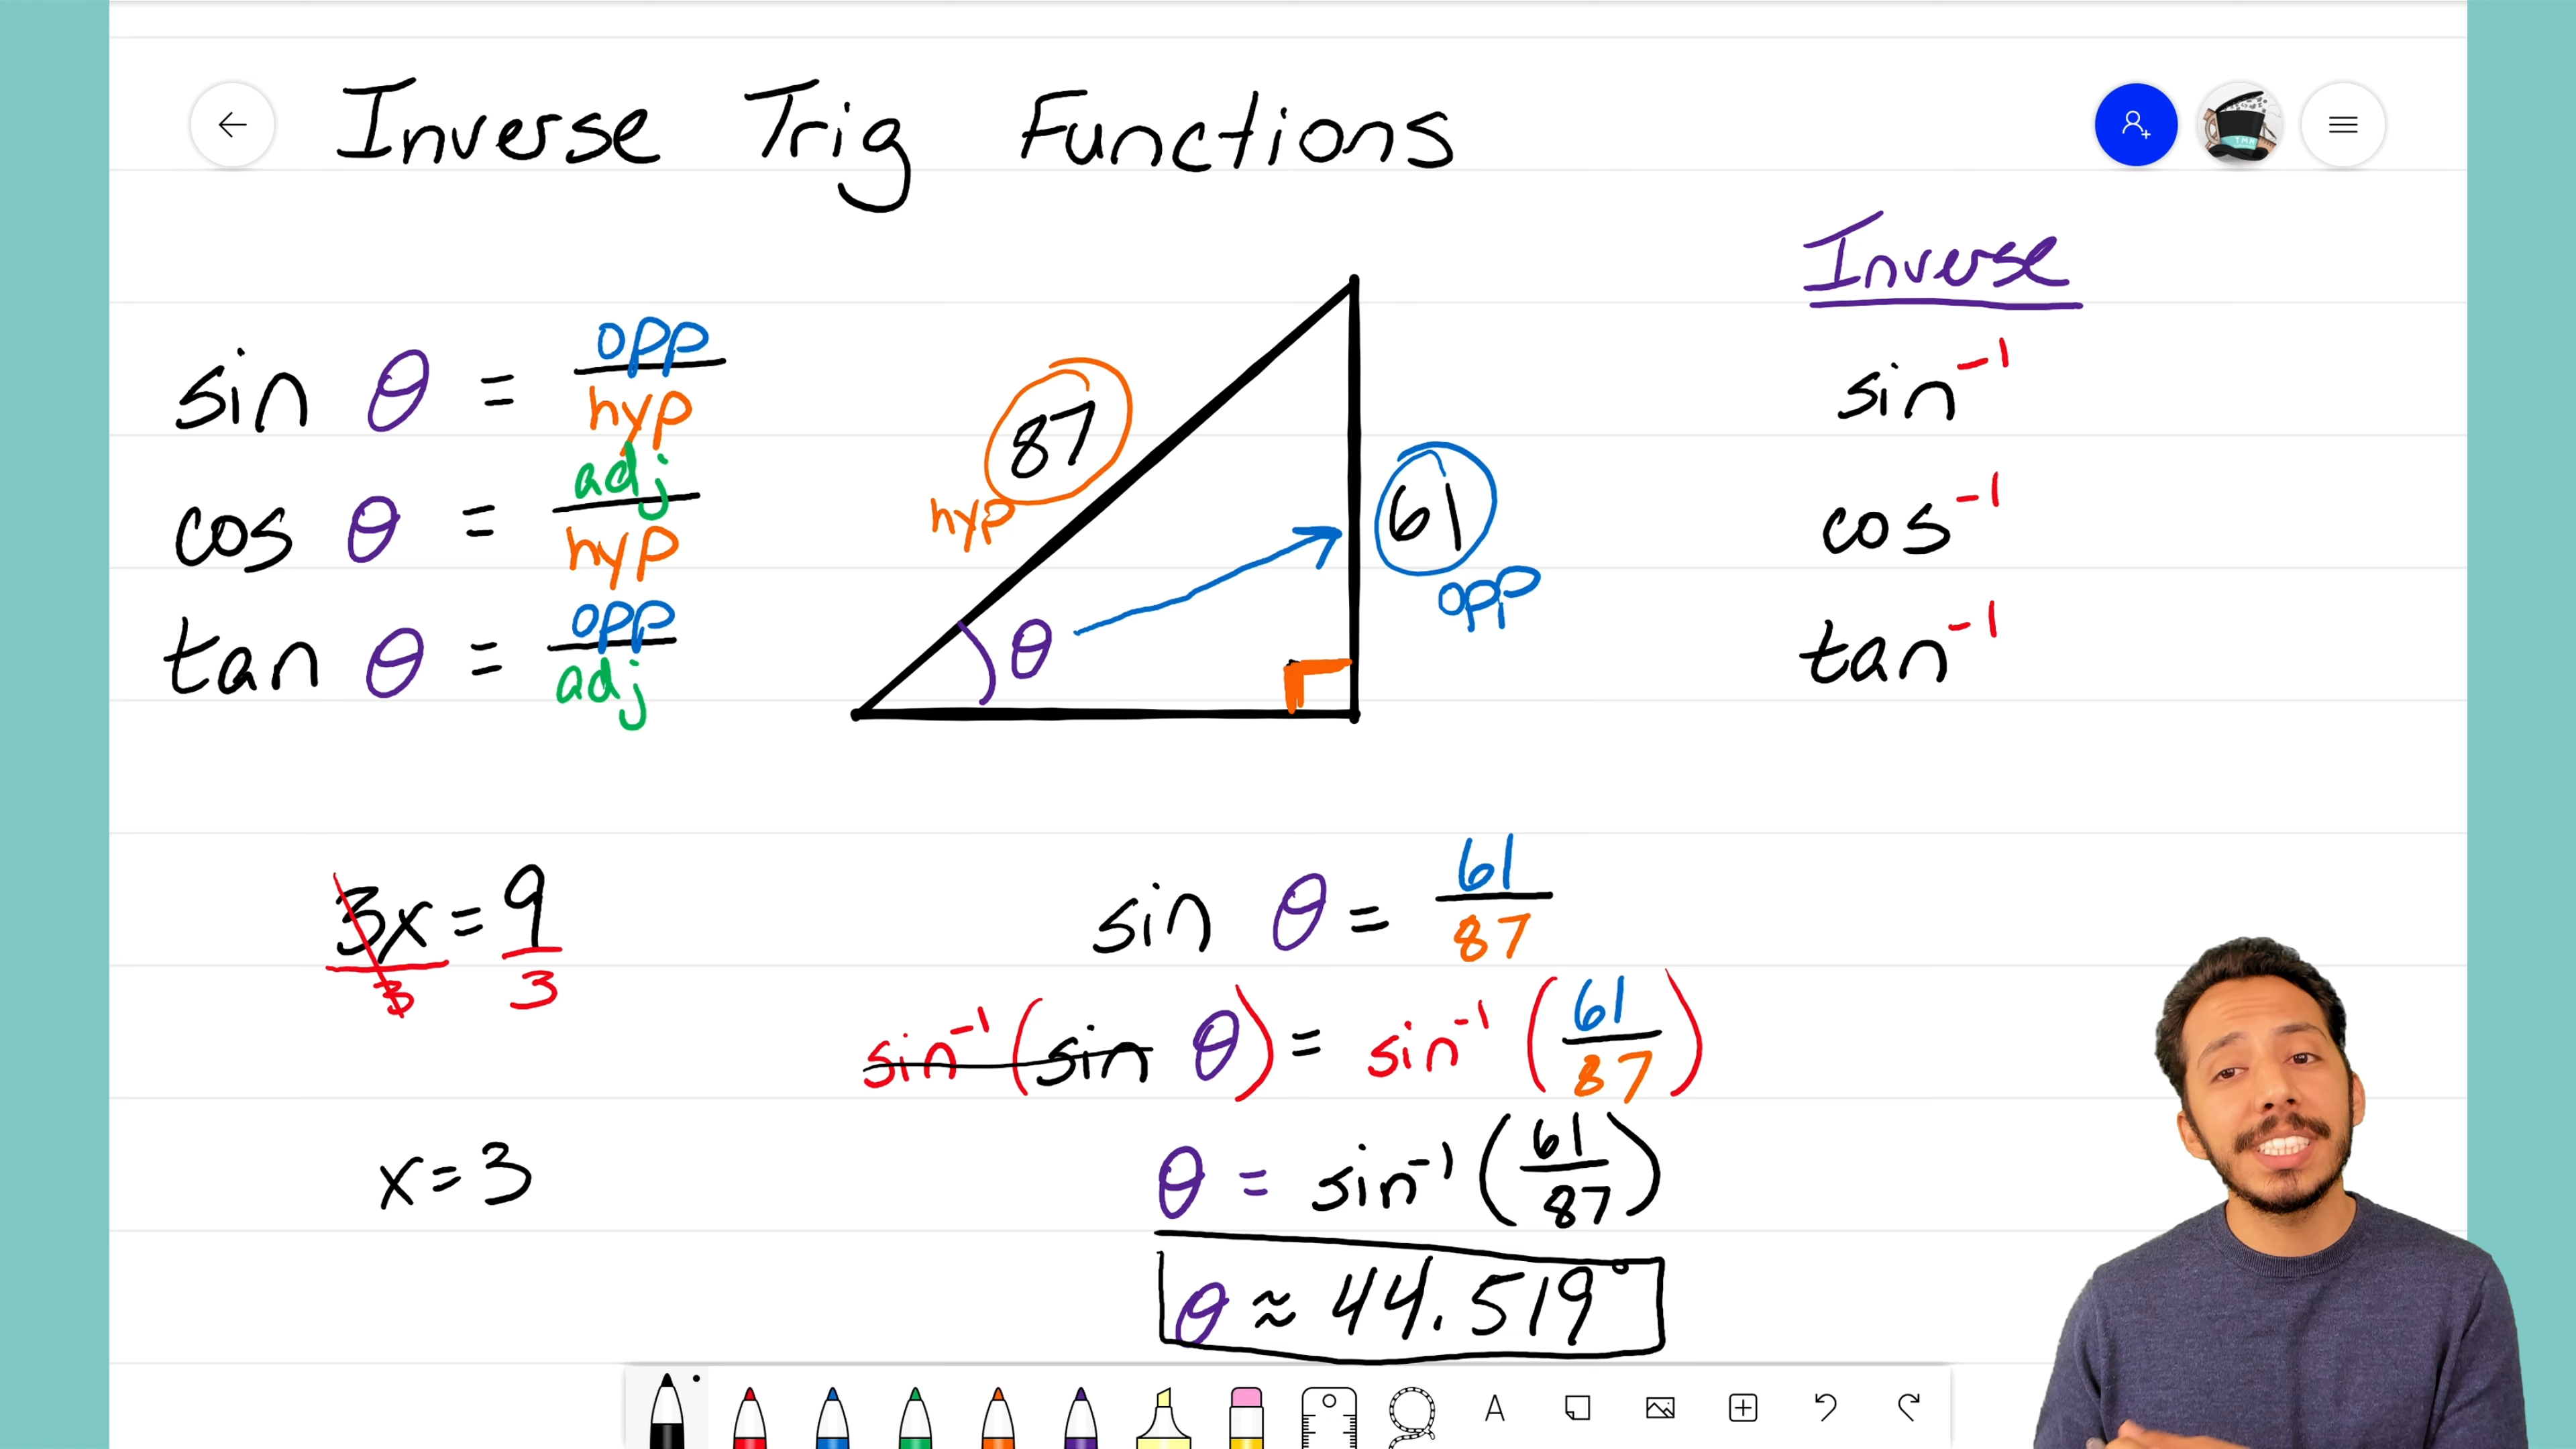 Inverse Trig Functions
Inverse
sin θ = opp/hyp
cos θ = adj/hyp
tan θ = opp/adj
87
hyp
61
opp
θ
sin⁻¹
cos⁻¹
tan⁻¹
3x = 9
3 3
x = 3
sin θ = 61/87
sin⁻¹(sin θ) = sin⁻¹(61/87)
θ = sin⁻¹(61/87)
θ ≈ 44.519°
A